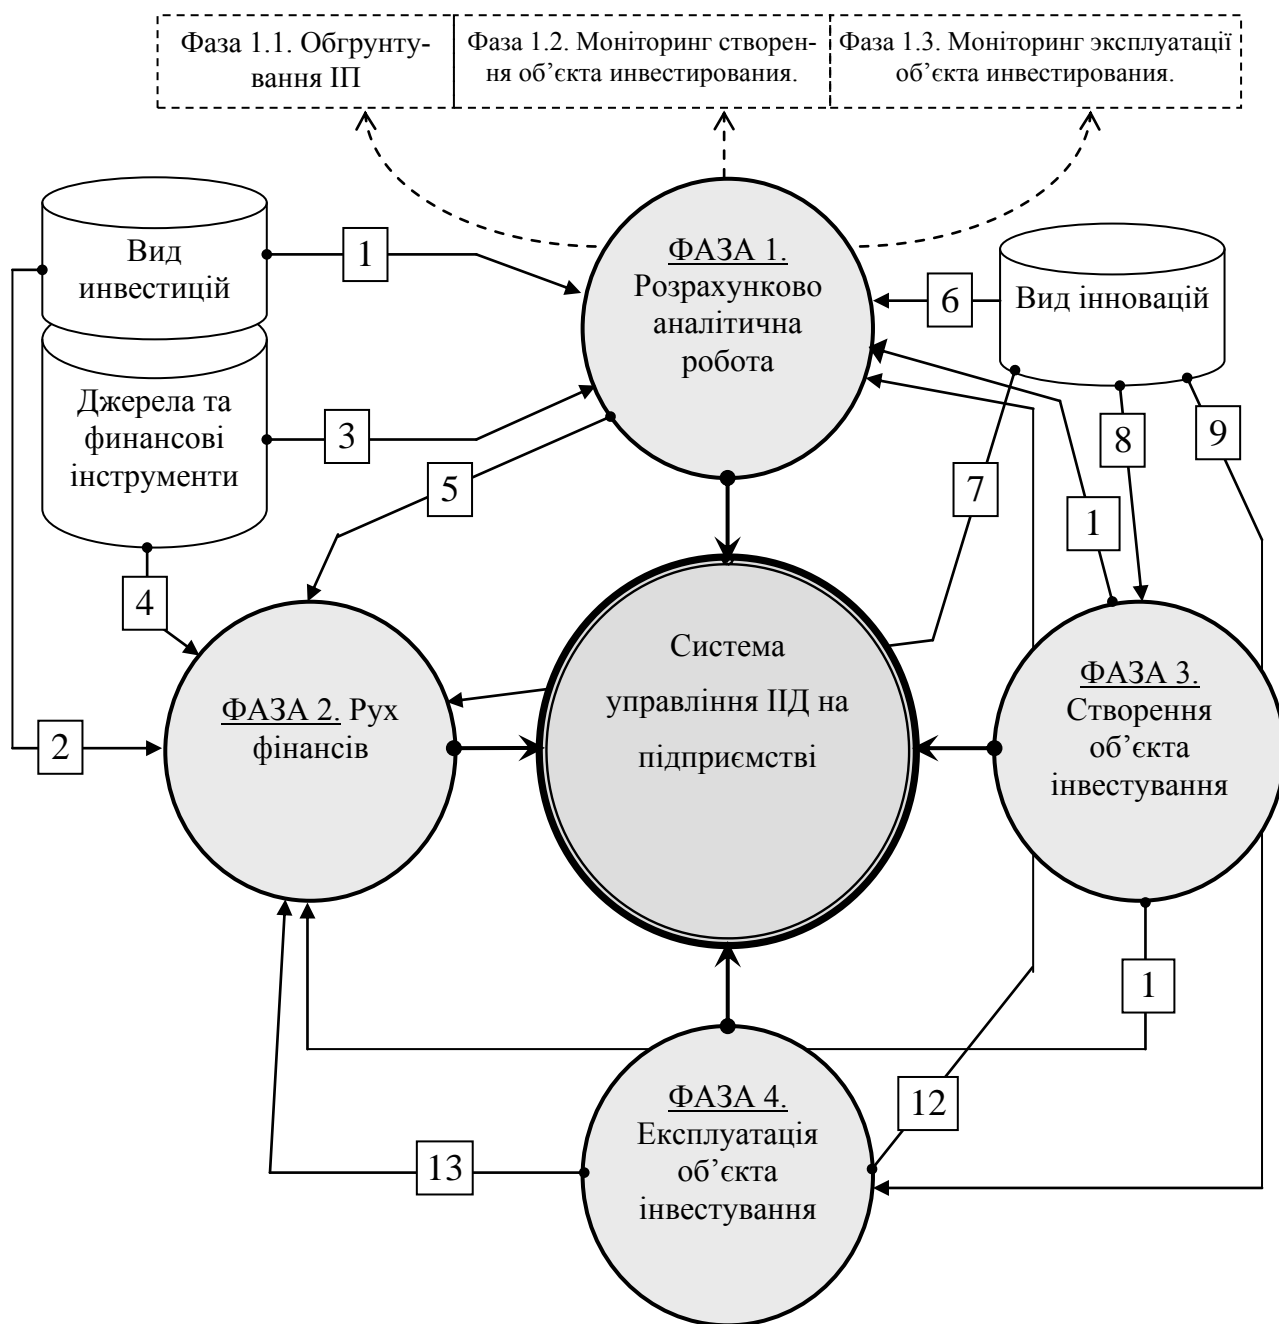 Фаза 1.1. Обгрунту-
вання ІП
Фаза 1.2. Моніторинг створен-
ня об’єкта инвестирования.
Фаза 1.3. Моніторинг эксплуатації
об’єкта инвестирования.
Вид
инвестицій
1
ФАЗА 1.
Розрахунково
аналітична
робота
6
Вид інновацій
Джерела та
финансові
інструменти
3
5
7
8
9
1
4
Система
управління ІІД на
підприємстві
ФАЗА 2. Рух
фінансів
2
ФАЗА 3.
Створення
об’єкта
інвестування
1
ФАЗА 4.
Експлуатація
об’єкта
інвестування
12
13